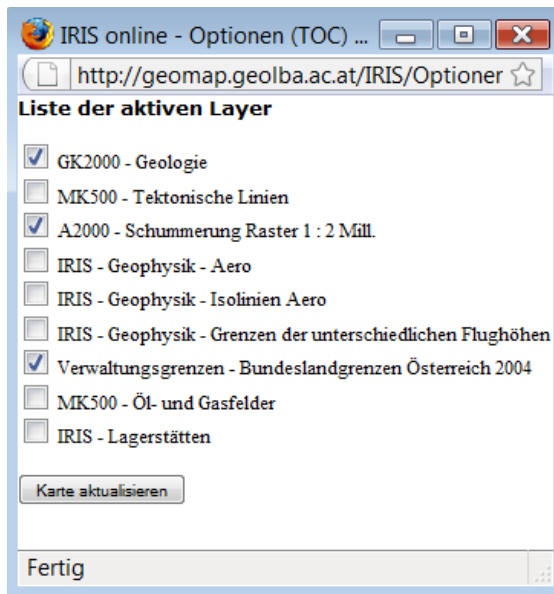 IRIS online - Optionen (TOC) ...
http://geomap.geolba.ac.at/IRIS/Optioner
Liste der aktiven Layer
GK2000 - Geologie
MK500 - Tektonische Linien
A2000 - Schummerung Raster 1 : 2 Mill.
IRIS - Geophysik - Aero
IRIS - Geophysik - Isolinien Aero
IRIS - Geophysik - Grenzen der unterschiedlichen Flughöhen
Verwaltungsgrenzen - Bundeslandgrenzen Österreich 2004
MK500 - Öl- und Gasfelder
IRIS - Lagerstätten
Karte aktualisieren
Fertig